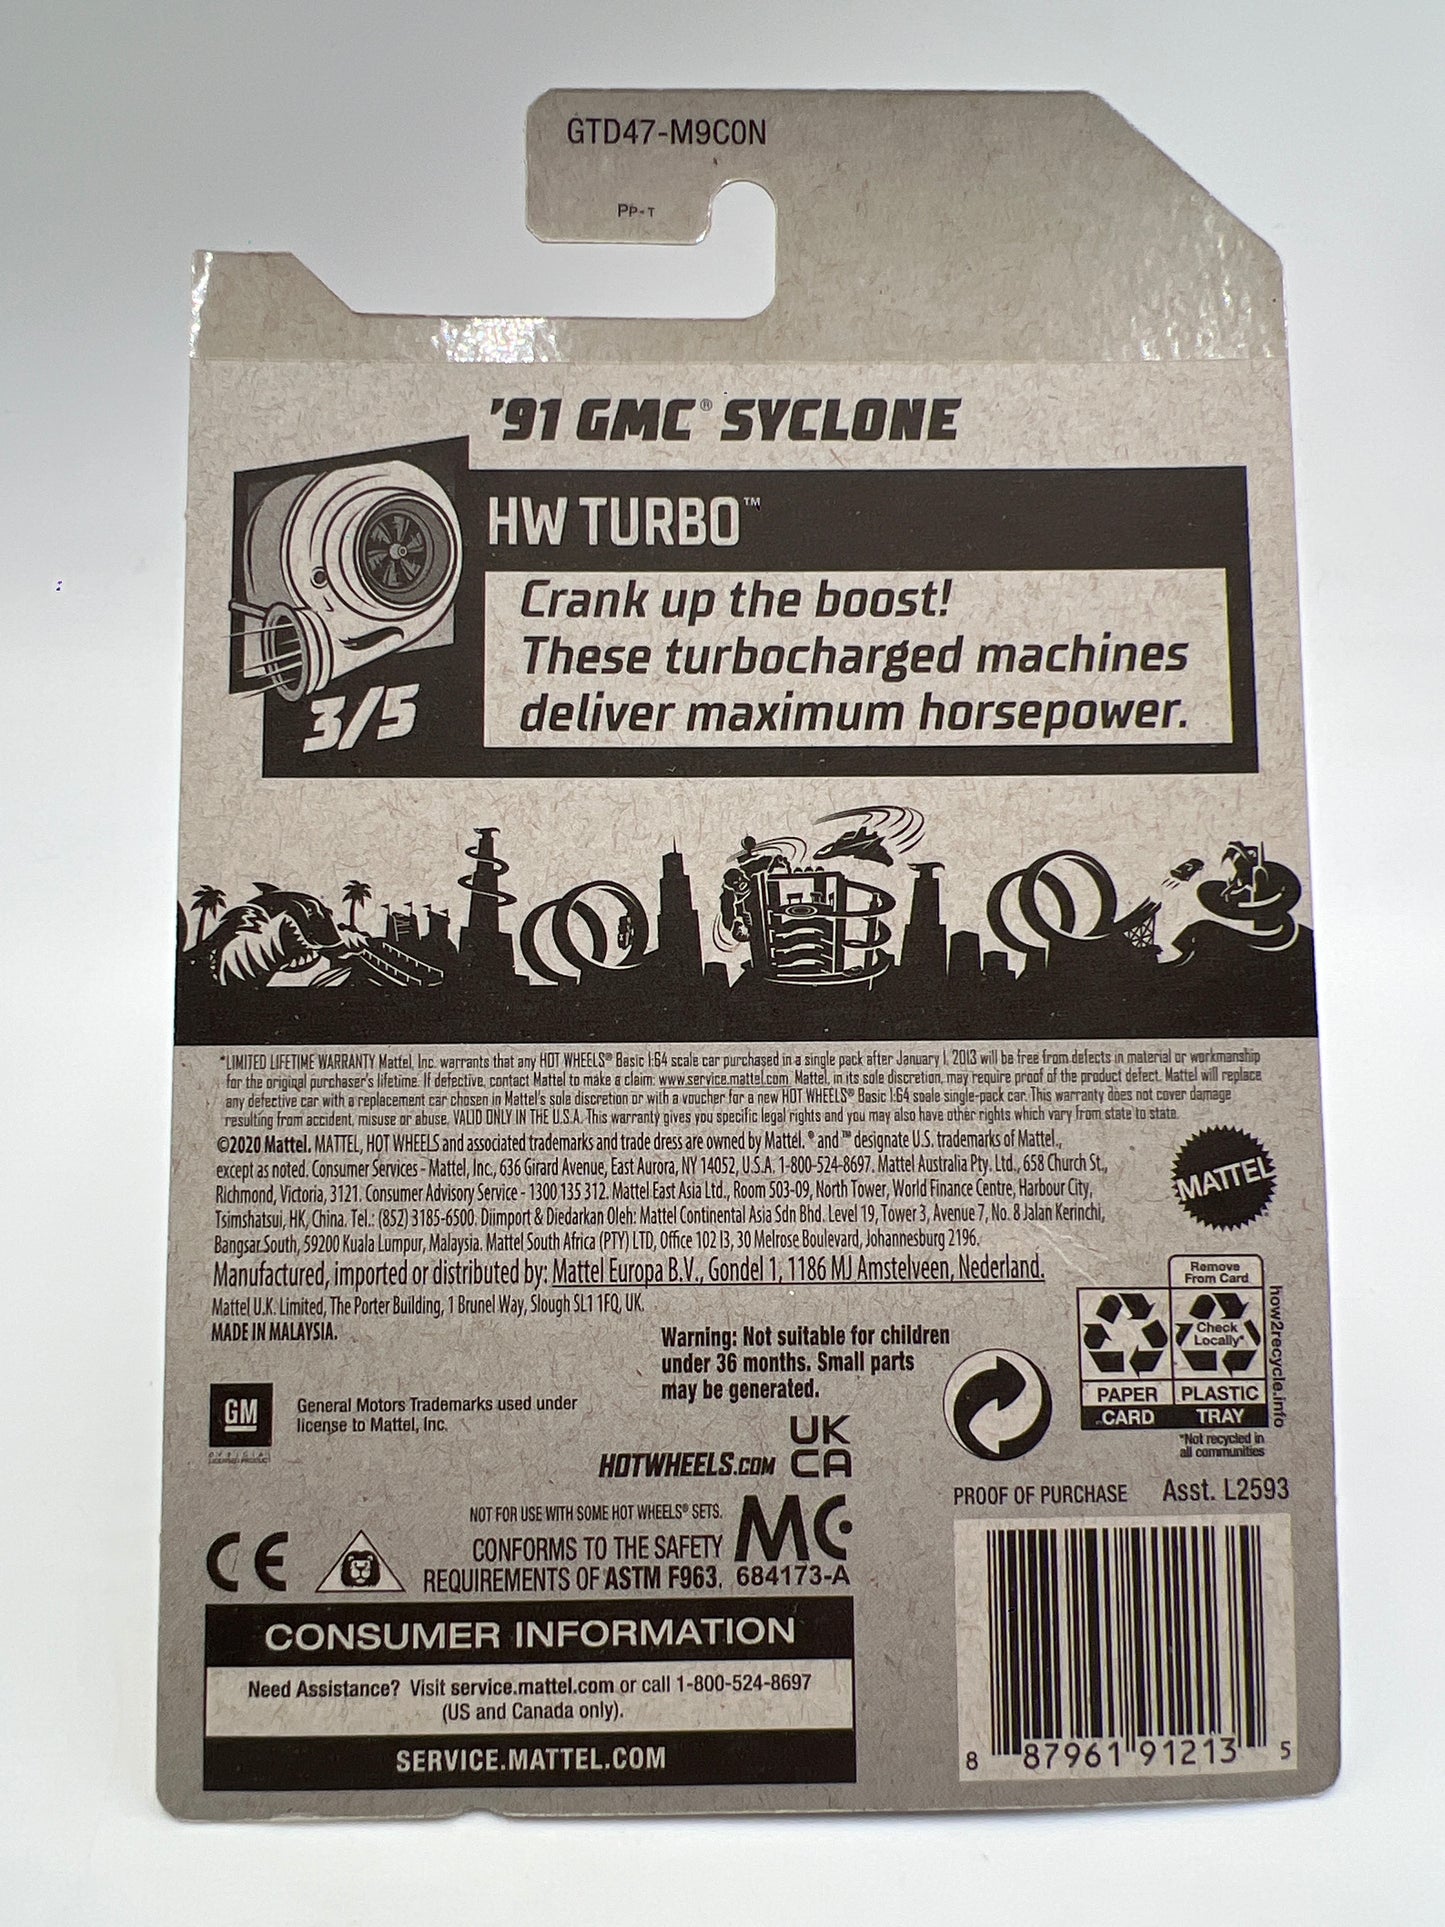 GTD47-M9C0N
PP-T
'91 GMC® SYCLONE
HW TURBO™
Crank up the boost!
These turbocharged machines
deliver maximum horsepower.
3/5
*LIMITED LIFETIME WARRANTY Mattel, Inc. warrants that any HOT WHEELS® Basic 1:64 scale car purchased in a single pack after January 1, 2013 will be free from defects in material or workmanship
for the original purchaser's lifetime. If defective, contact Mattel to make a claim: www.service.mattel.com. Mattel, in its sole discretion, may require proof of the product defect. Mattel will replace
any defective car with a replacement car chosen in Mattel's sole discretion or with a voucher for a new HOT WHEELS® Basic 1:64 scale single-pack car. This warranty does not cover damage
resulting from accident, misuse or abuse. VALID ONLY IN THE U.S.A. This warranty gives you specific legal rights and you may also have other rights which vary from state to state.
©2020 Mattel. MATTEL, HOT WHEELS and associated trademarks and trade dress are owned by Mattel. ® and ™ designate U.S. trademarks of Mattel.,
except as noted. Consumer Services - Mattel, Inc., 636 Girard Avenue, East Aurora, NY 14052, U.S.A. 1-800-524-8697. Mattel Australia Pty. Ltd., 658 Church St.,
Richmond, Victoria, 3121. Consumer Advisory Service - 1300 135 312. Mattel East Asia Ltd., Room 503-09, North Tower, World Finance Centre, Harbour City,
Tsimshatsui, HK, China. Tel.: (852) 3185-6500. Diimport & Diedarkan Oleh: Mattel Continental Asia Sdn Bhd. Level 19, Tower 3, Avenue 7, No. 8 Jalan Kerinchi,
Bangsar South, 59200 Kuala Lumpur, Malaysia. Mattel South Africa (PTY) LTD, Office 102 I3, 30 Melrose Boulevard, Johannesburg 2196.
Manufactured, imported or distributed by: Mattel Europa B.V., Gondel 1, 1186 MJ Amstelveen, Nederland.
Mattel U.K. Limited, The Porter Building, 1 Brunel Way, Slough SL1 1FQ, UK.
MADE IN MALAYSIA.
MATTEL
Warning: Not suitable for children
under 36 months. Small parts
may be generated.
Remove
From Card
Check
Locally*
PAPER
PLASTIC
CARD
TRAY
*Not recycled in
all communities
how2recycle.info
GM
OFFICIAL
LICENSED PRODUCT
General Motors Trademarks used under
license to Mattel, Inc.
HOTWHEELS.COM
UK
CA
PROOF OF PURCHASE Asst. L2593
NOT FOR USE WITH SOME HOT WHEELS® SETS.
CONFORMS TO THE SAFETY
REQUIREMENTS OF ASTM F963.
CE
MC
684173-A
CONSUMER INFORMATION
Need Assistance? Visit service.mattel.com or call 1-800-524-8697
(US and Canada only).
SERVICE.MATTEL.COM
8 87961 91213 5